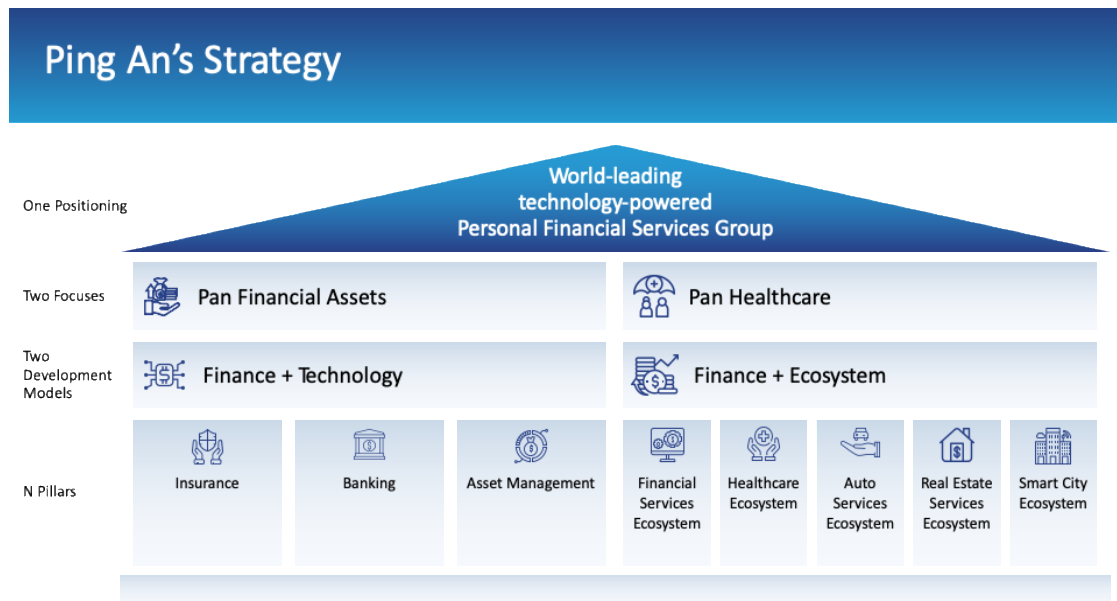 Ping An’s Strategy
One Positioning
World-leading
technology-powered
Personal Financial Services Group
Two Focuses
Pan Financial Assets
Pan Healthcare
Two
Development
Models
Finance + Technology
Finance + Ecosystem
N Pillars
Insurance
Banking
Asset Management
Financial
Services
Ecosystem
Healthcare
Ecosystem
Auto
Services
Ecosystem
Real Estate
Services
Ecosystem
Smart City
Ecosystem